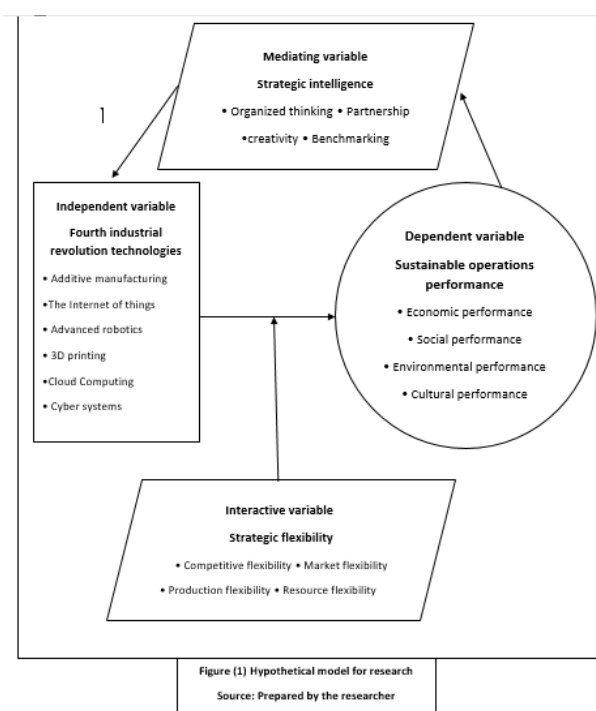 Mediating variable
Strategic intelligence
• Organized thinking • Partnership
•creativity • Benchmarking
1
Independent variable
Fourth industrial
revolution technologies
• Additive manufacturing
•The Internet of things
• Advanced robotics
• 3D printing
•Cloud Computing
• Cyber systems
Dependent variable
Sustainable operations
performance
• Economic performance
• Social performance
• Environmental performance
• Cultural performance
Interactive variable
Strategic flexibility
• Competitive flexibility • Market flexibility
• Production flexibility • Resource flexibility
Figure (1) Hypothetical model for research
Source: Prepared by the researcher